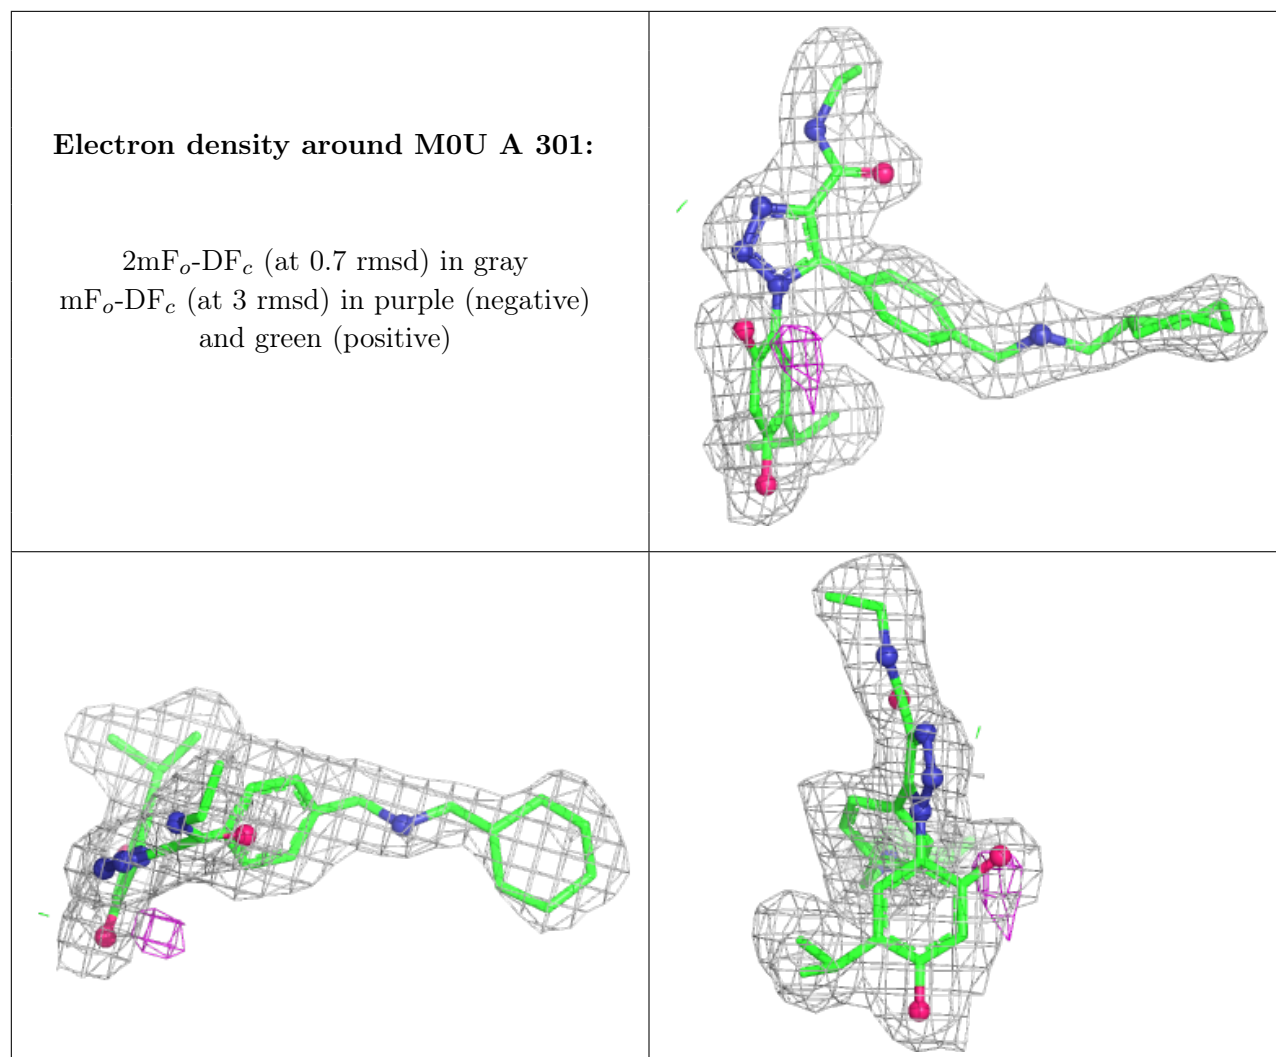 Electron density around M0U A 301:
2mFo-DFc (at 0.7 rmsd) in gray
mFo-DFc (at 3 rmsd) in purple (negative)
and green (positive)